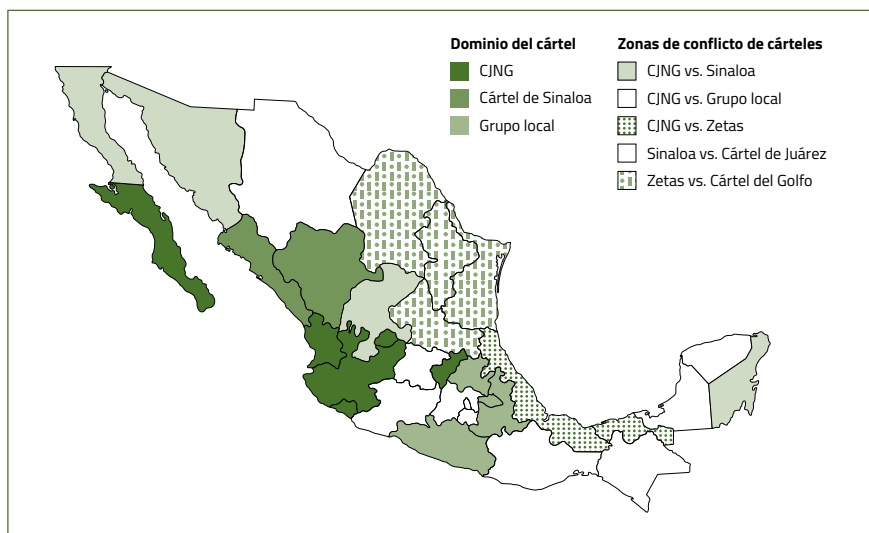 Dominio del cártel
CJNG
Cártel de Sinaloa
Grupo local
Zonas de conflicto de cárteles
CJNG vs. Sinaloa
CJNG vs. Grupo local
CJNG vs. Zetas
Sinaloa vs. Cártel de Juárez
Zetas vs. Cártel del Golfo